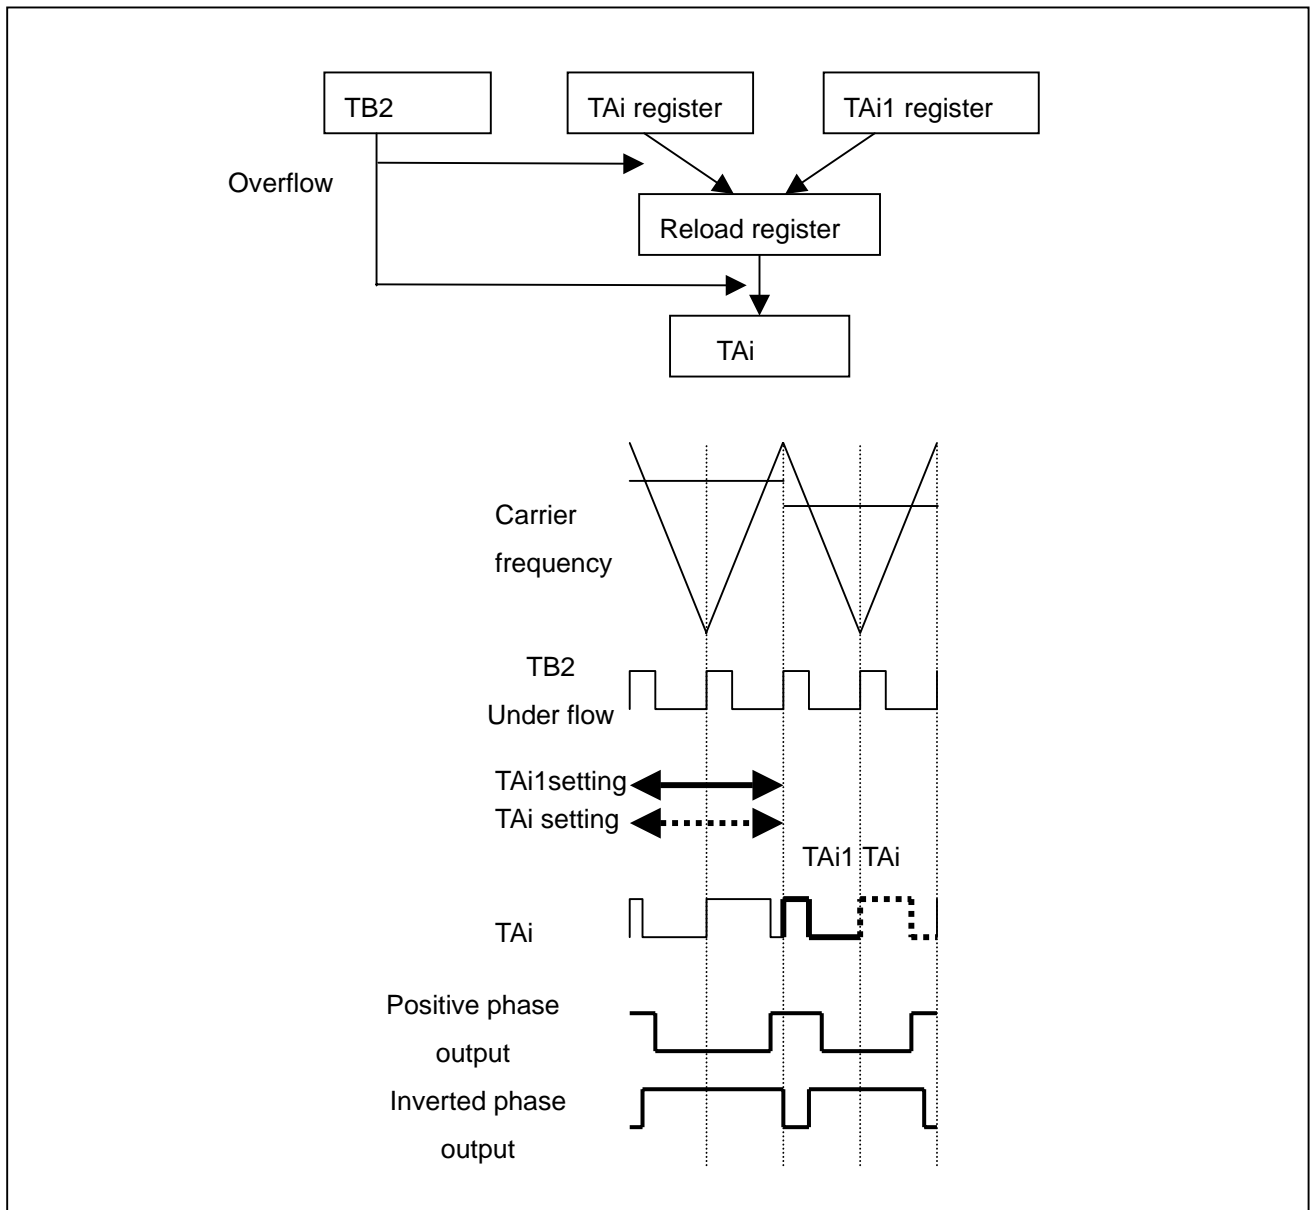 TB2
TAi register
TAi1 register
Overflow
Reload register
TAi
Carrier
frequency
TB2
Under flow
TAi1setting
TAi setting
TAi1 TAi
TAi
Positive phase
output
Inverted phase
output